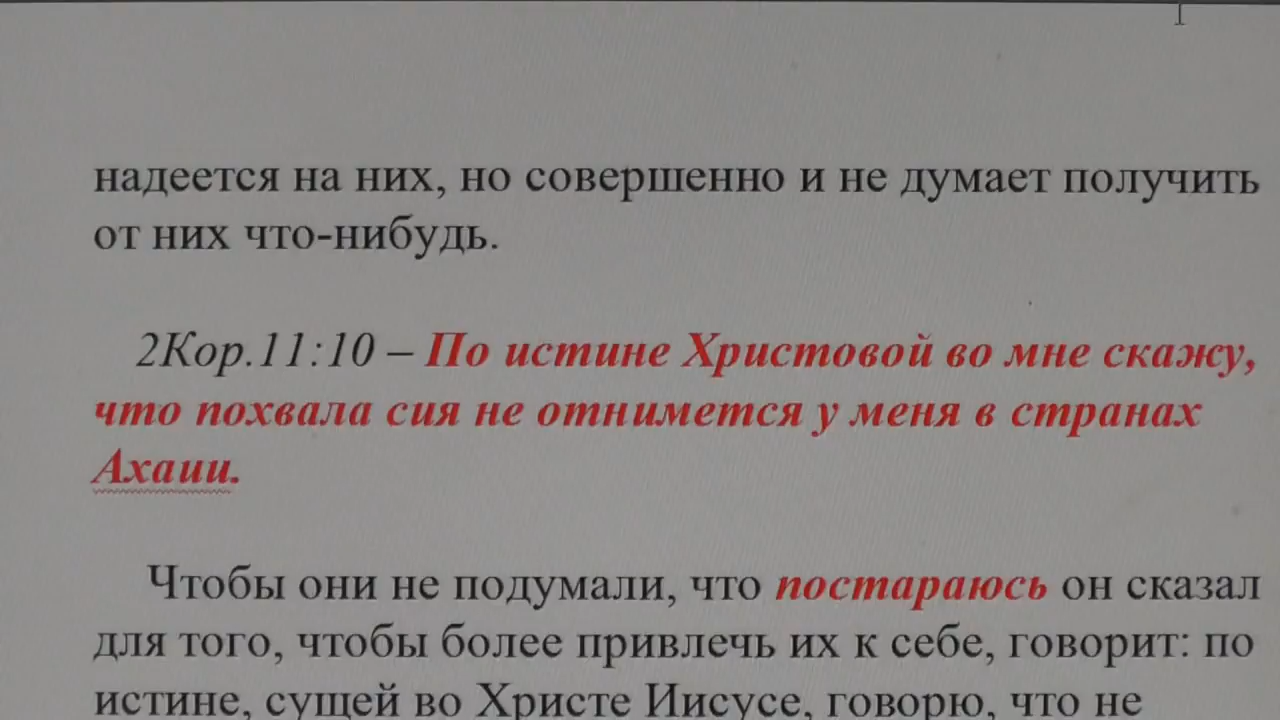 надеется на них, но совершенно и не думает получить
от них что-нибудь.
2Кор.11:10 – По истине Христовой во мне скажу,
что похвала сия не отнимется у меня в странах
Ахаии.
Чтобы они не подумали, что постараюсь он сказал
для того, чтобы более привлечь их к себе, говорит: по
истине, сущей во Христе Иисусе, говорю, что не